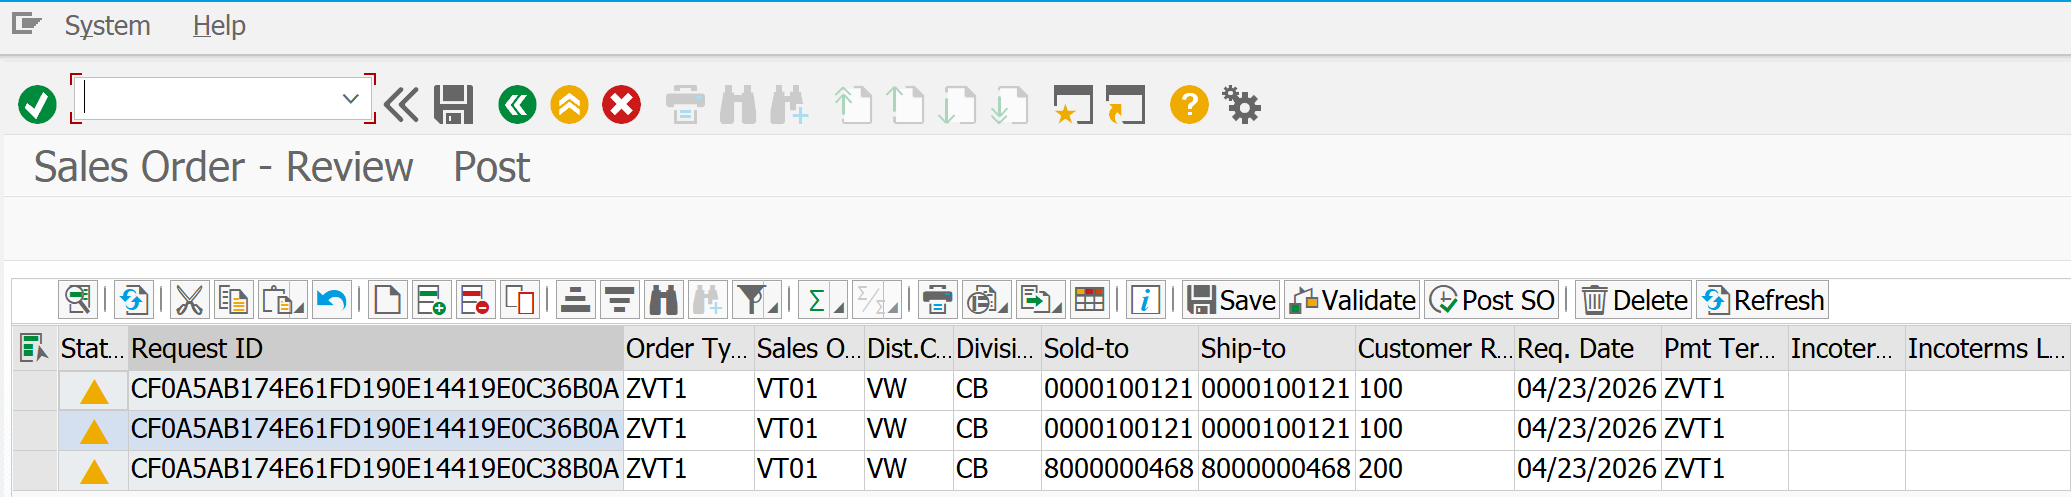 System Help
Sales Order - Review Post
Save Validate Post SO Delete Refresh
Stat... Request ID Order Ty... Sales O... Dist.C... Divisi... Sold-to Ship-to Customer R... Req. Date Pmt Ter... Incoter... Incoterms L...
CF0A5AB174E61FD190E14419E0C36B0A ZVT1 VT01 VW CB 0000100121 0000100121 100 04/23/2026 ZVT1
CF0A5AB174E61FD190E14419E0C36B0A ZVT1 VT01 VW CB 0000100121 0000100121 100 04/23/2026 ZVT1
CF0A5AB174E61FD190E14419E0C38B0A ZVT1 VT01 VW CB 8000000468 8000000468 200 04/23/2026 ZVT1